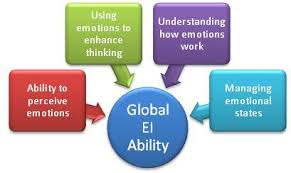 Using
emotions to
enhance
thinking
Understanding
how emotions
work
Ability to
perceive
emotions
Managing
emotional
states
Global
EI
Ability